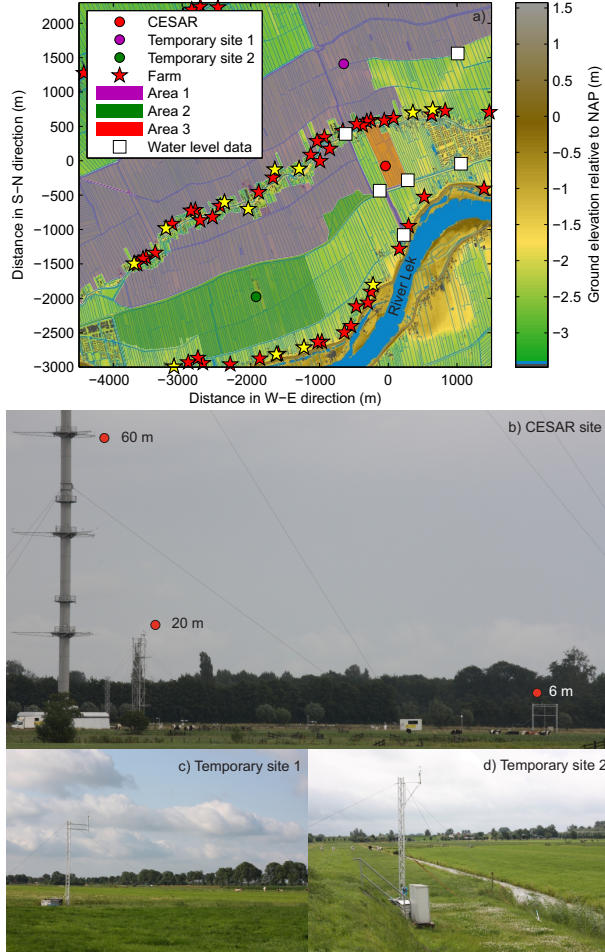 a)
CESAR
Temporary site 1
Temporary site 2
Farm
Area 1
Area 2
Area 3
Water level data
2000
1500
1000
500
0
−500
−1000
−1500
−2000
−2500
−3000
Distance in S−N direction (m)
River Lek
−4000 −3000 −2000 −1000 0 1000
Distance in W−E direction (m)
1.5
1
0.5
0
−0.5
−1
−1.5
−2
−2.5
−3
Ground elevation relative to NAP (m)
b) CESAR site
60 m
20 m
6 m
c) Temporary site 1
d) Temporary site 2